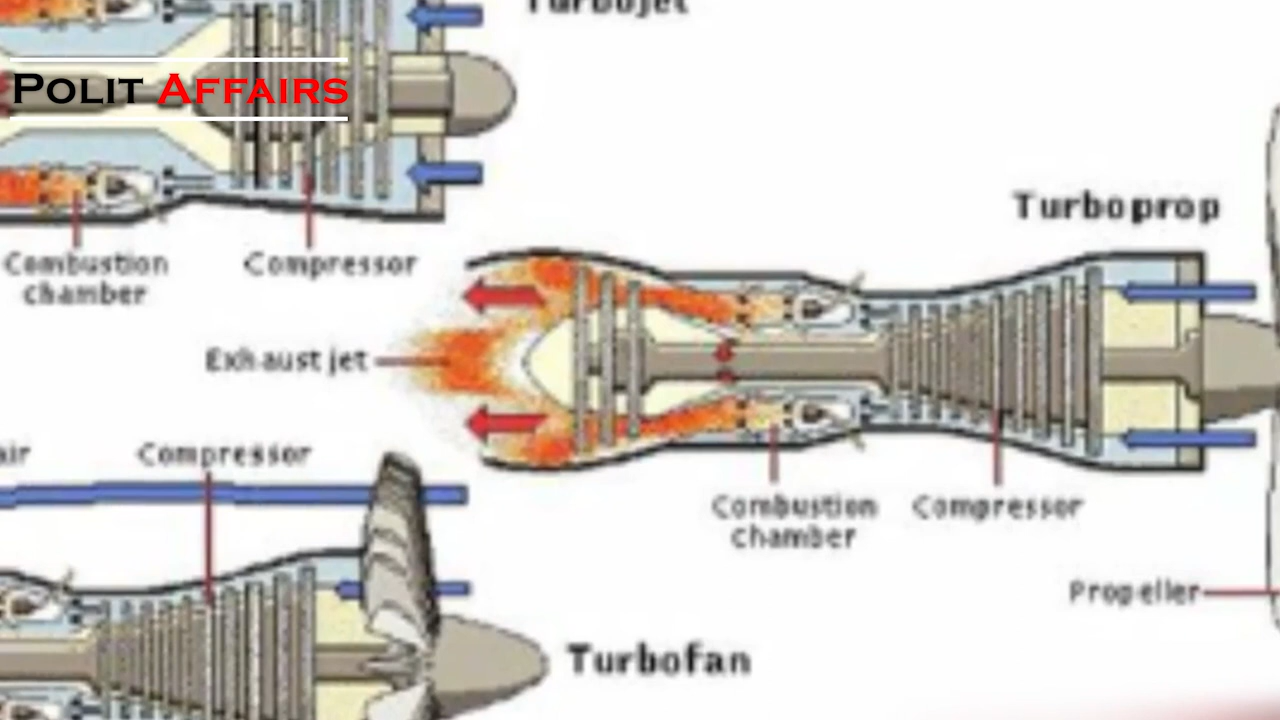 Turbojet
POLIT AFFAIRS
Turboprop
Combustion
chamber
Compressor
Exhaust jet
Compressor
Combustion
chamber
Compressor
Propeller
Turbofan